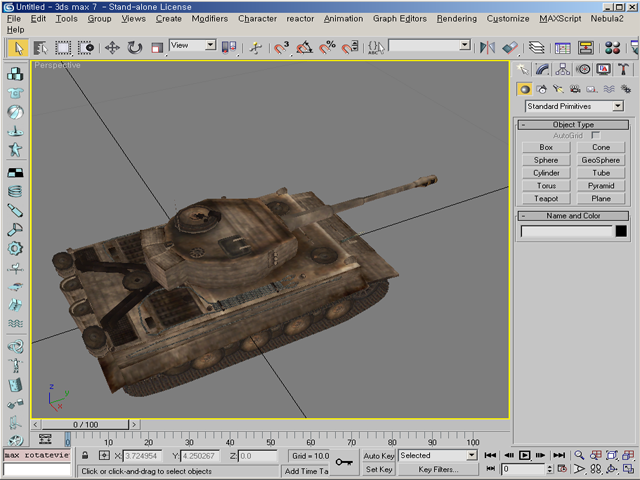 Untitled - 3ds max 7 - Stand-alone License
File Edit Tools Group Views Create Modifiers Character reactor Animation Graph Editors Rendering Customize MAXScript Nebula2
Help
View
ABC
Perspective
Standard Primitives
Object Type
AutoGrid
Box Cone
Sphere GeoSphere
Cylinder Tube
Torus Pyramid
Teapot Plane
Name and Color
z
y
x
0 / 100
0 10 20 30 40 50 60 70 80 90 100
max rotatevie
X: 3.724954 Y: 4.250267 Z: 0.0
Grid = 10.0
Auto Key Selected
Click or click-and-drag to select objects
Add Time Ta
Set Key Key Filters...
0